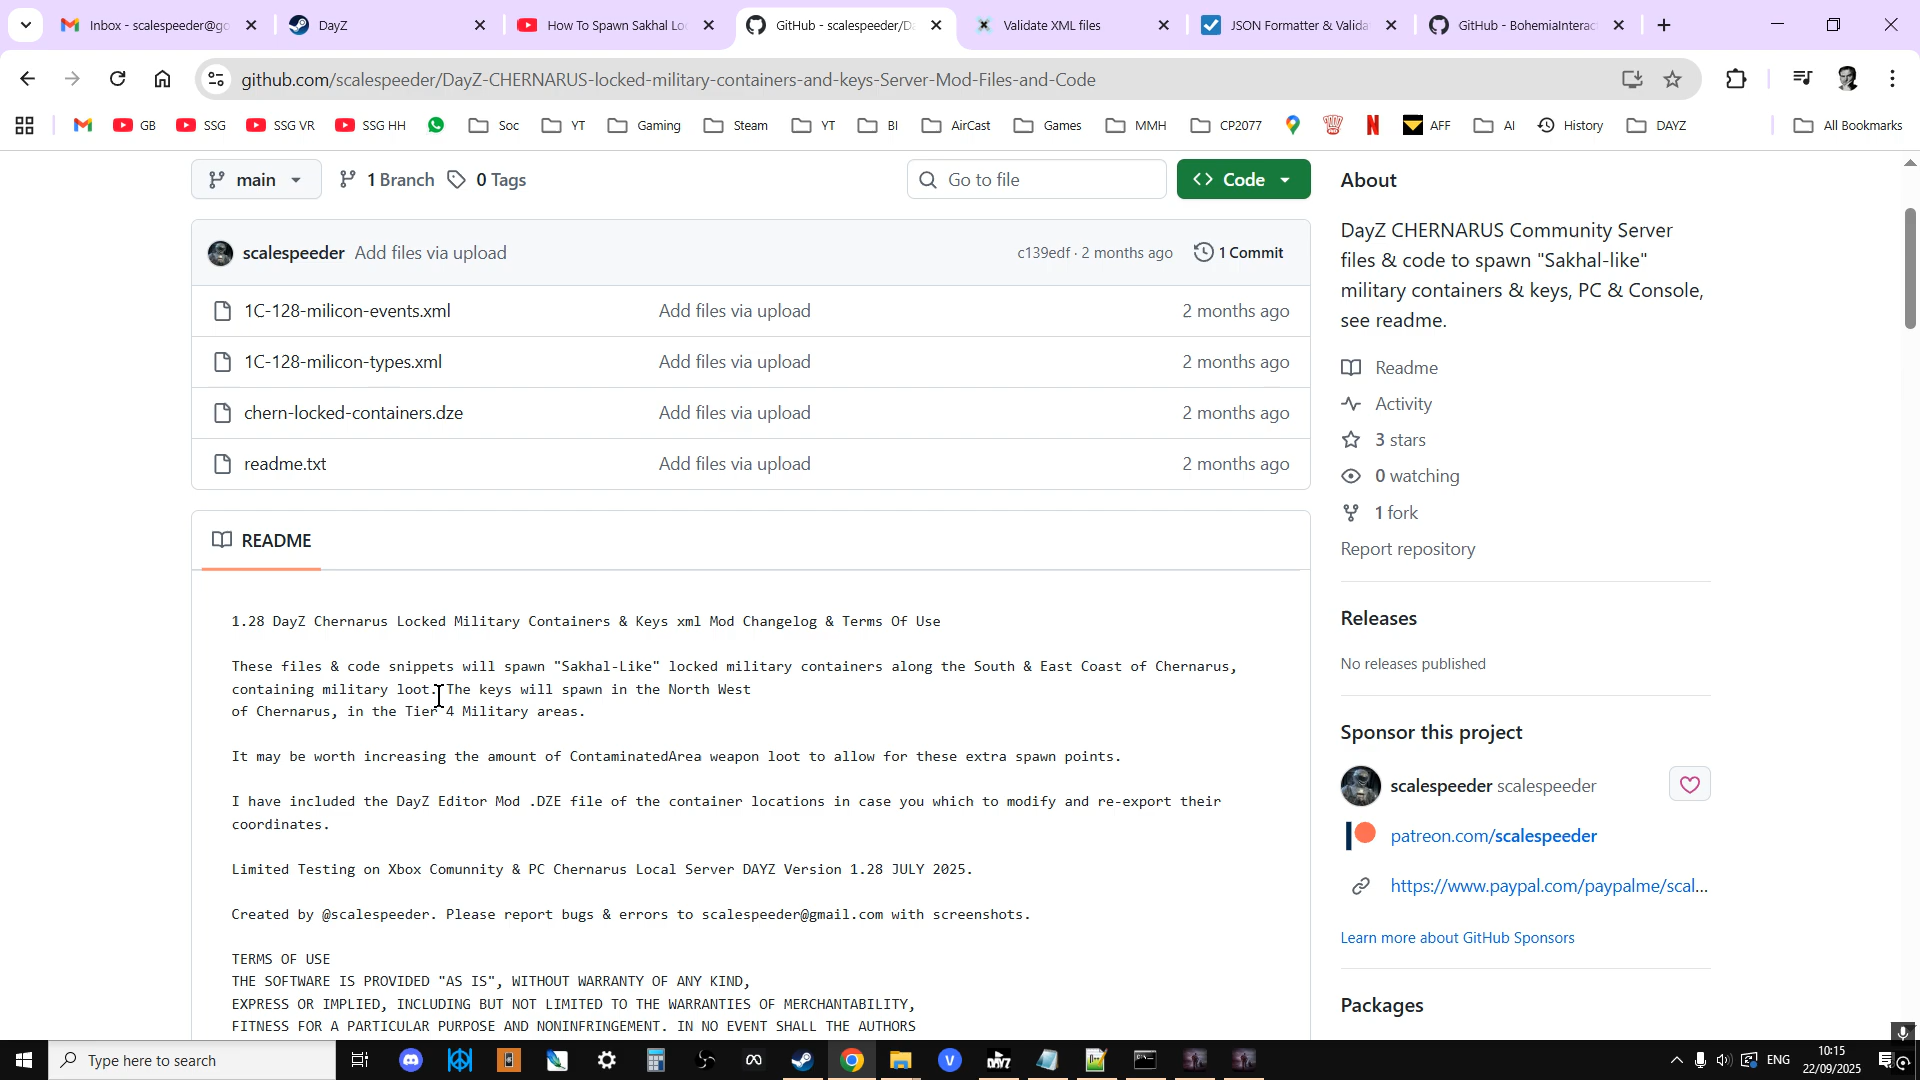 Inbox - scalespeeder@go
DayZ
How To Spawn Sakhal Lo
GitHub - scalespeeder/Da
Validate XML files
JSON Formatter & Valida
GitHub - BohemiaInterac
github.com/scalespeeder/DayZ-CHERNARUS-locked-military-containers-and-keys-Server-Mod-Files-and-Code
GB
SSG
SSG VR
SSG HH
Soc
YT
Gaming
Steam
YT
BI
AirCast
Games
MMH
CP2077
AFF
AI
History
DAYZ
All Bookmarks
main
1 Branch
0 Tags
Go to file
Code
scalespeeder Add files via upload
c139edf · 2 months ago
1 Commit
1C-128-milicon-events.xml Add files via upload 2 months ago
1C-128-milicon-types.xml Add files via upload 2 months ago
chern-locked-containers.dze Add files via upload 2 months ago
readme.txt Add files via upload 2 months ago
README
1.28 DayZ Chernarus Locked Military Containers & Keys xml Mod Changelog & Terms Of Use
These files & code snippets will spawn "Sakhal-Like" locked military containers along the South & East Coast of Chernarus,
containing military loot. The keys will spawn in the North West
of Chernarus, in the Tier 4 Military areas.
It may be worth increasing the amount of ContaminatedArea weapon loot to allow for these extra spawn points.
I have included the DayZ Editor Mod .DZE file of the container locations in case you which to modify and re-export their
coordinates.
Limited Testing on Xbox Comunnity & PC Chernarus Local Server DAYZ Version 1.28 JULY 2025.
Created by @scalespeeder. Please report bugs & errors to scalespeeder@gmail.com with screenshots.
TERMS OF USE
THE SOFTWARE IS PROVIDED "AS IS", WITHOUT WARRANTY OF ANY KIND,
EXPRESS OR IMPLIED, INCLUDING BUT NOT LIMITED TO THE WARRANTIES OF MERCHANTABILITY,
FITNESS FOR A PARTICULAR PURPOSE AND NONINFRINGEMENT. IN NO EVENT SHALL THE AUTHORS
About
DayZ CHERNARUS Community Server
files & code to spawn "Sakhal-like"
military containers & keys, PC & Console,
see readme.
Readme
Activity
3 stars
0 watching
1 fork
Report repository
Releases
No releases published
Sponsor this project
scalespeeder scalespeeder
patreon.com/scalespeeder
https://www.paypal.com/paypalme/scal...
Learn more about GitHub Sponsors
Packages
Type here to search
ENG
10:15
22/09/2025